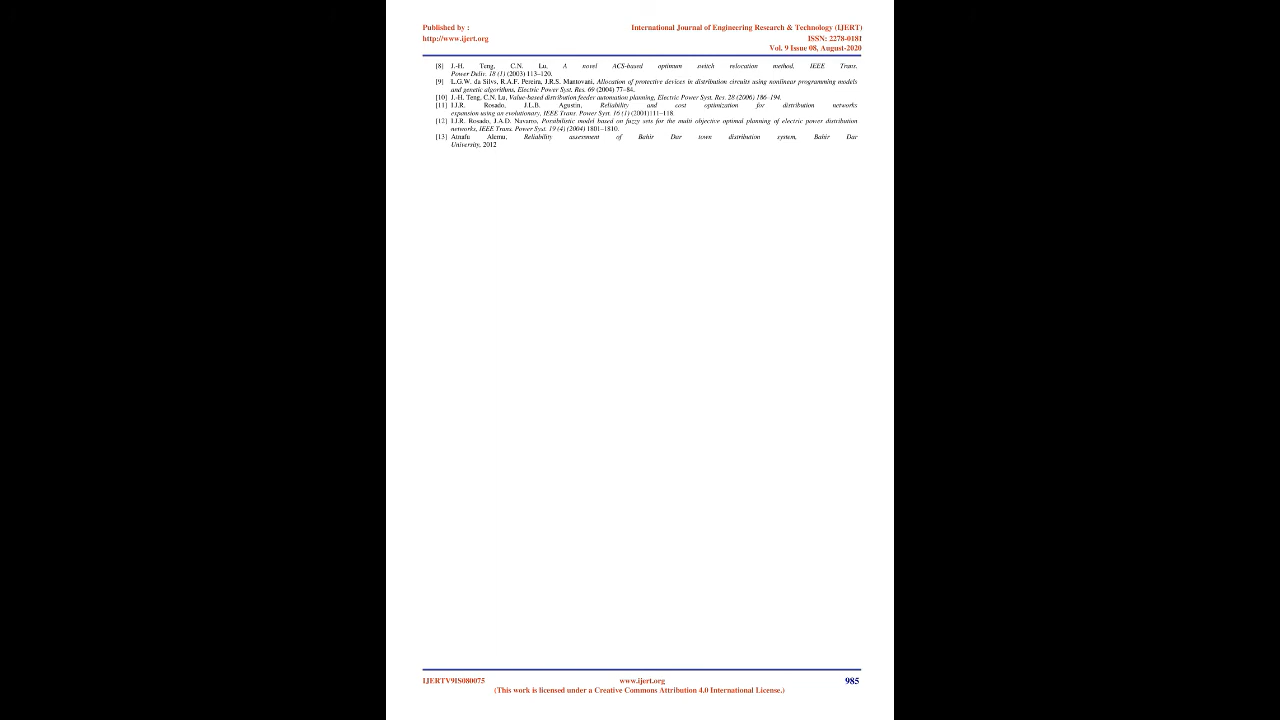 Published by :
International Journal of Engineering Research & Technology (IJERT)
http://www.ijert.org
ISSN: 2278-0181
Vol. 9 Issue 08, August-2020
[8] J.-H. Teng, C.N. Lu, A novel ACS-based optimum switch relocation method, IEEE Trans.
Power Deliv. 18 (1) (2003) 113–120.
[9] L.G.W. da Silvs, R.A.F. Pereira, J.R.S. Mantovani, Allocation of protective devices in distribution circuits using nonlinear programming models
and genetic algorithms, Electric Power Syst. Res. 69 (2004) 77–84.
[10] J.-H. Teng, C.N. Lu, Value-based distribution feeder automation planning, Electric Power Syst. Res. 28 (2006) 186–194.
[11] I.J.R. Rosado, J.L.B. Agustin, Reliability and cost optimization for distribution networks
expansion using an evolutionary, IEEE Trans. Power Syst. 16 (1) (2001)111–118.
[12] I.J.R. Rosado, J.A.D. Navarro, Possibilistic model based on fuzzy sets for the multi objective optimal planning of electric power distribution
networks, IEEE Trans. Power Syst. 19 (4) (2004) 1801–1810.
[13] Atnafu Alemu, Reliability assessment of Bahir Dar town distribution system, Bahir Dar
University, 2012
IJERTV9IS080075
www.ijert.org
985
(This work is licensed under a Creative Commons Attribution 4.0 International License.)